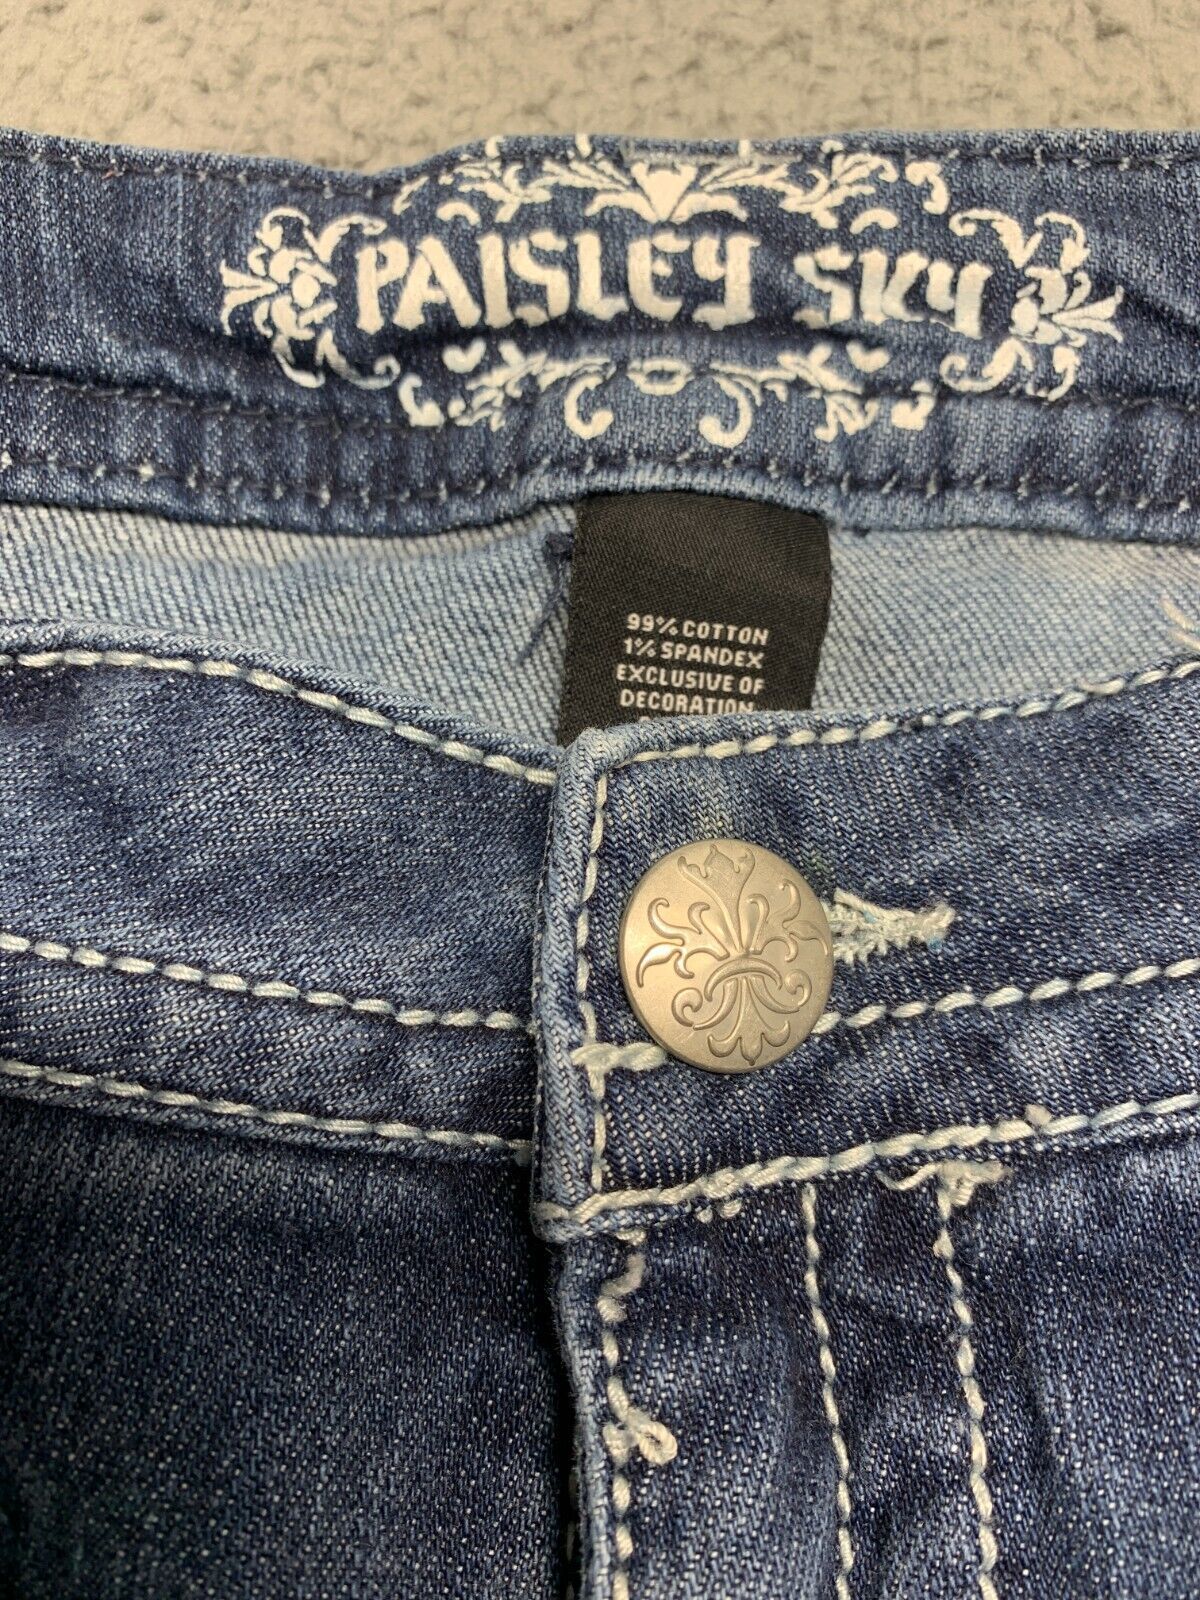 PAISLEY SKY
99% COTTON
1% SPANDEX
EXCLUSIVE OF
DECORATION